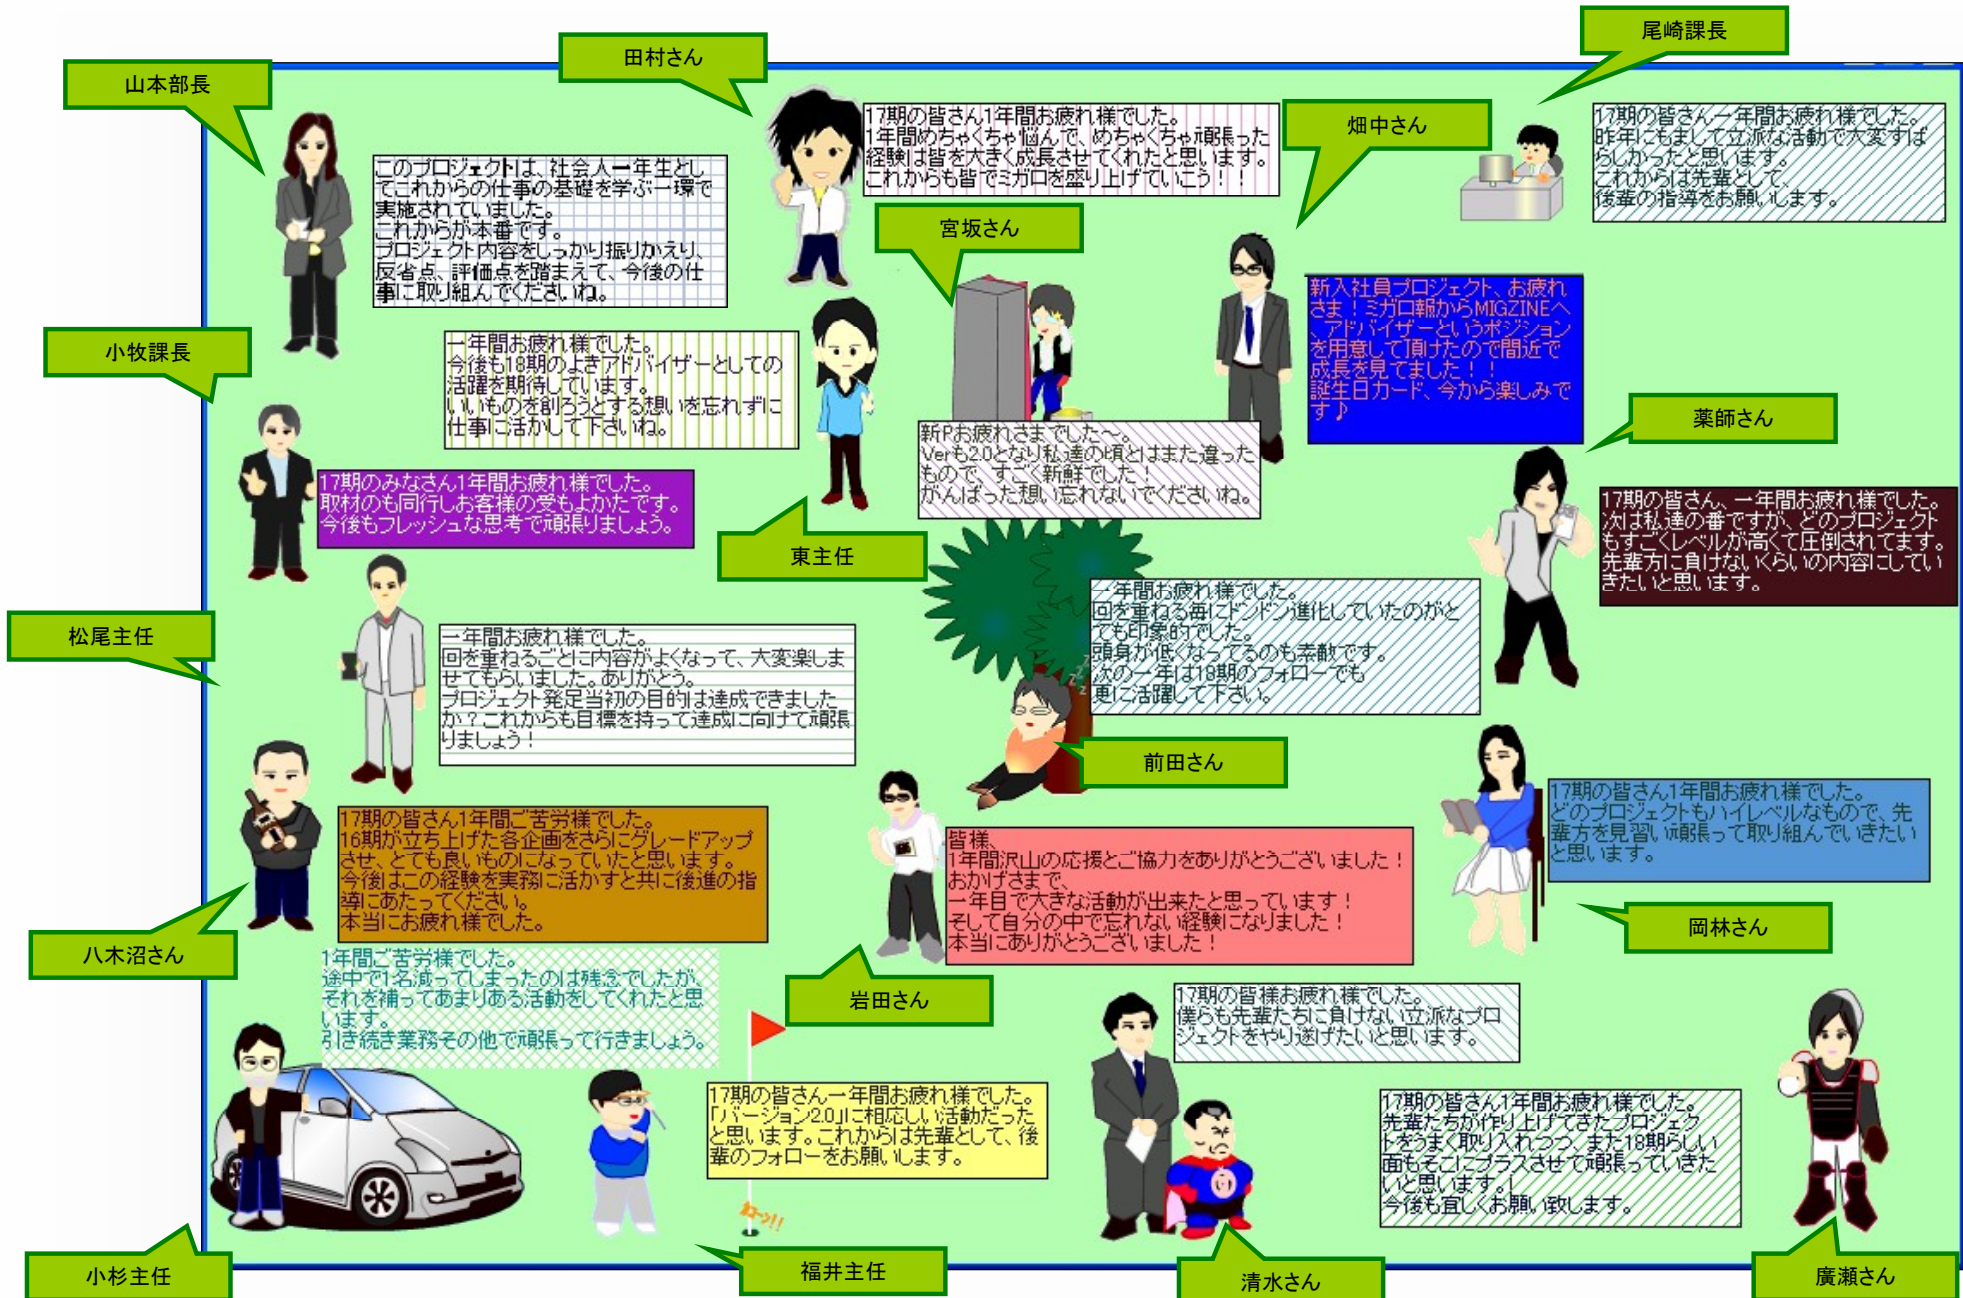 尾崎課長
田村さん
山本部長
17期の皆さん1年間お疲れ様でした。
1年間めちゃくちゃ悩んで、めちゃくちゃ頑張った
経験は皆を大きく成長させてくれたと思います。
これからも皆でミガロを盛り上げていこう！！
畑中さん
17期の皆さん一年間お疲れ様でした。
昨年にもまして立派な活動で大変すば
らしかったと思います。
これからは先輩として、
後輩の指導をお願いします。
このプロジェクトは、社会人一年生とし
てこれからの仕事の基礎を学ぶ一環で
実施されていました。
これからが本番です。
プロジェクト内容をしっかり振りかえり、
反省点、評価点を踏まえて、今後の仕
事に取り組んでくださいね。
宮坂さん
新入社員プロジェクト、お疲れ
さま！ミガロ報からMIGZINEへ
、アドバイザーというポジション
を用意して頂けたので間近で
成長を見てました！！
誕生日カード、今から楽しみで
す♪
小牧課長
一年間お疲れ様でした。
今後も18期のよきアドバイザーとしての
活躍を期待しています。
いいものを創ろうとする想いを忘れずに
仕事に活かして下さいね。
薬師さん
新Pお疲れさまでした～。
Verも2.0となり私達の頃とはまた違った
もので、すごく新鮮でした！
がんばった想い忘れないでくださいね。
17期のみなさん1年間お疲れ様でした。
取材のも同行しお客様の受もよかたです。
今後もフレッシュな思考で頑張りましょう。
東主任
17期の皆さん、一年間お疲れ様でした。
次は私達の番ですが、どのプロジェクト
もすごくレベルが高くて圧倒されてます。
先輩方に負けないくらいの内容にしてい
きたいと思います。
松尾主任
一年間お疲れ様でした。
回を重ねるごとに内容がよくなって、大変楽しま
せてもらいました。ありがとう。
プロジェクト発足当初の目的は達成できました
か？これからも目標を持って達成に向けて頑張
りましょう！
一年間お疲れ様でした。
回を重ねる毎にドンドン進化していたのがと
ても印象的でした。
頭身が低くなってるのも素敵です。
次の一年は18期のフォローでも
更に活躍して下さい。
zzz
前田さん
17期の皆さん1年間お疲れ様でした。
どのプロジェクトもハイレベルなもので、先
輩方を見習い頑張って取り組んでいきたい
と思います。
17期の皆さん1年間ご苦労様でした。
16期が立ち上げた各企画をさらにグレードアップ
させ、とても良いものになっていたと思います。
今後はこの経験を実務に活かすと共に後進の指
導にあたってください。
本当にお疲れ様でした。
皆様、
1年間沢山の応援とご協力をありがとうございました！
おかげさまで、
一年目で大きな活動が出来たと思っています！
そして自分の中で忘れない経験になりました！
本当にありがとうございました！
岡林さん
八木沼さん
1年間ご苦労様でした。
途中で1名減ってしまったのは残念でしたが、
それを補ってあまりある活動をしてくれたと思
います。
引き続き業務その他で頑張って行きましょう。
岩田さん
17期の皆様お疲れ様でした。
僕らも先輩たちに負けない立派なプロ
ジェクトをやり遂げたいと思います。
17期の皆さん一年間お疲れ様でした。
「バージョン2.0」に相応しい活動だった
と思います。これからは先輩として、後
輩のフォローをお願いします。
17期の皆さん1年間お疲れ様でした。
先輩たちが作り上げてきたプロジェク
トをうまく取り入れつつ、また18期らしい
面もそこにプラスさせて頑張っていきた
いと思います。
今後も宜しくお願い致します。
小杉主任
福井主任
清水さん
廣瀬さん